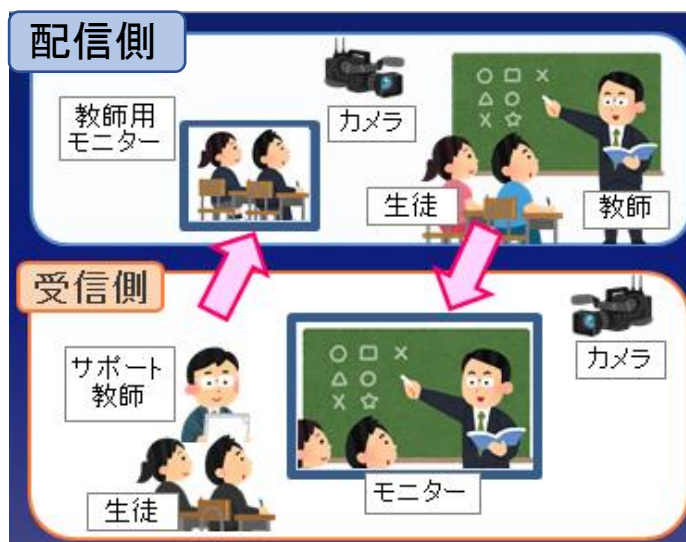 配信側
教師用
モニター
カメラ
生徒
教師
受信側
サポート
教師
生徒
モニター
カメラ